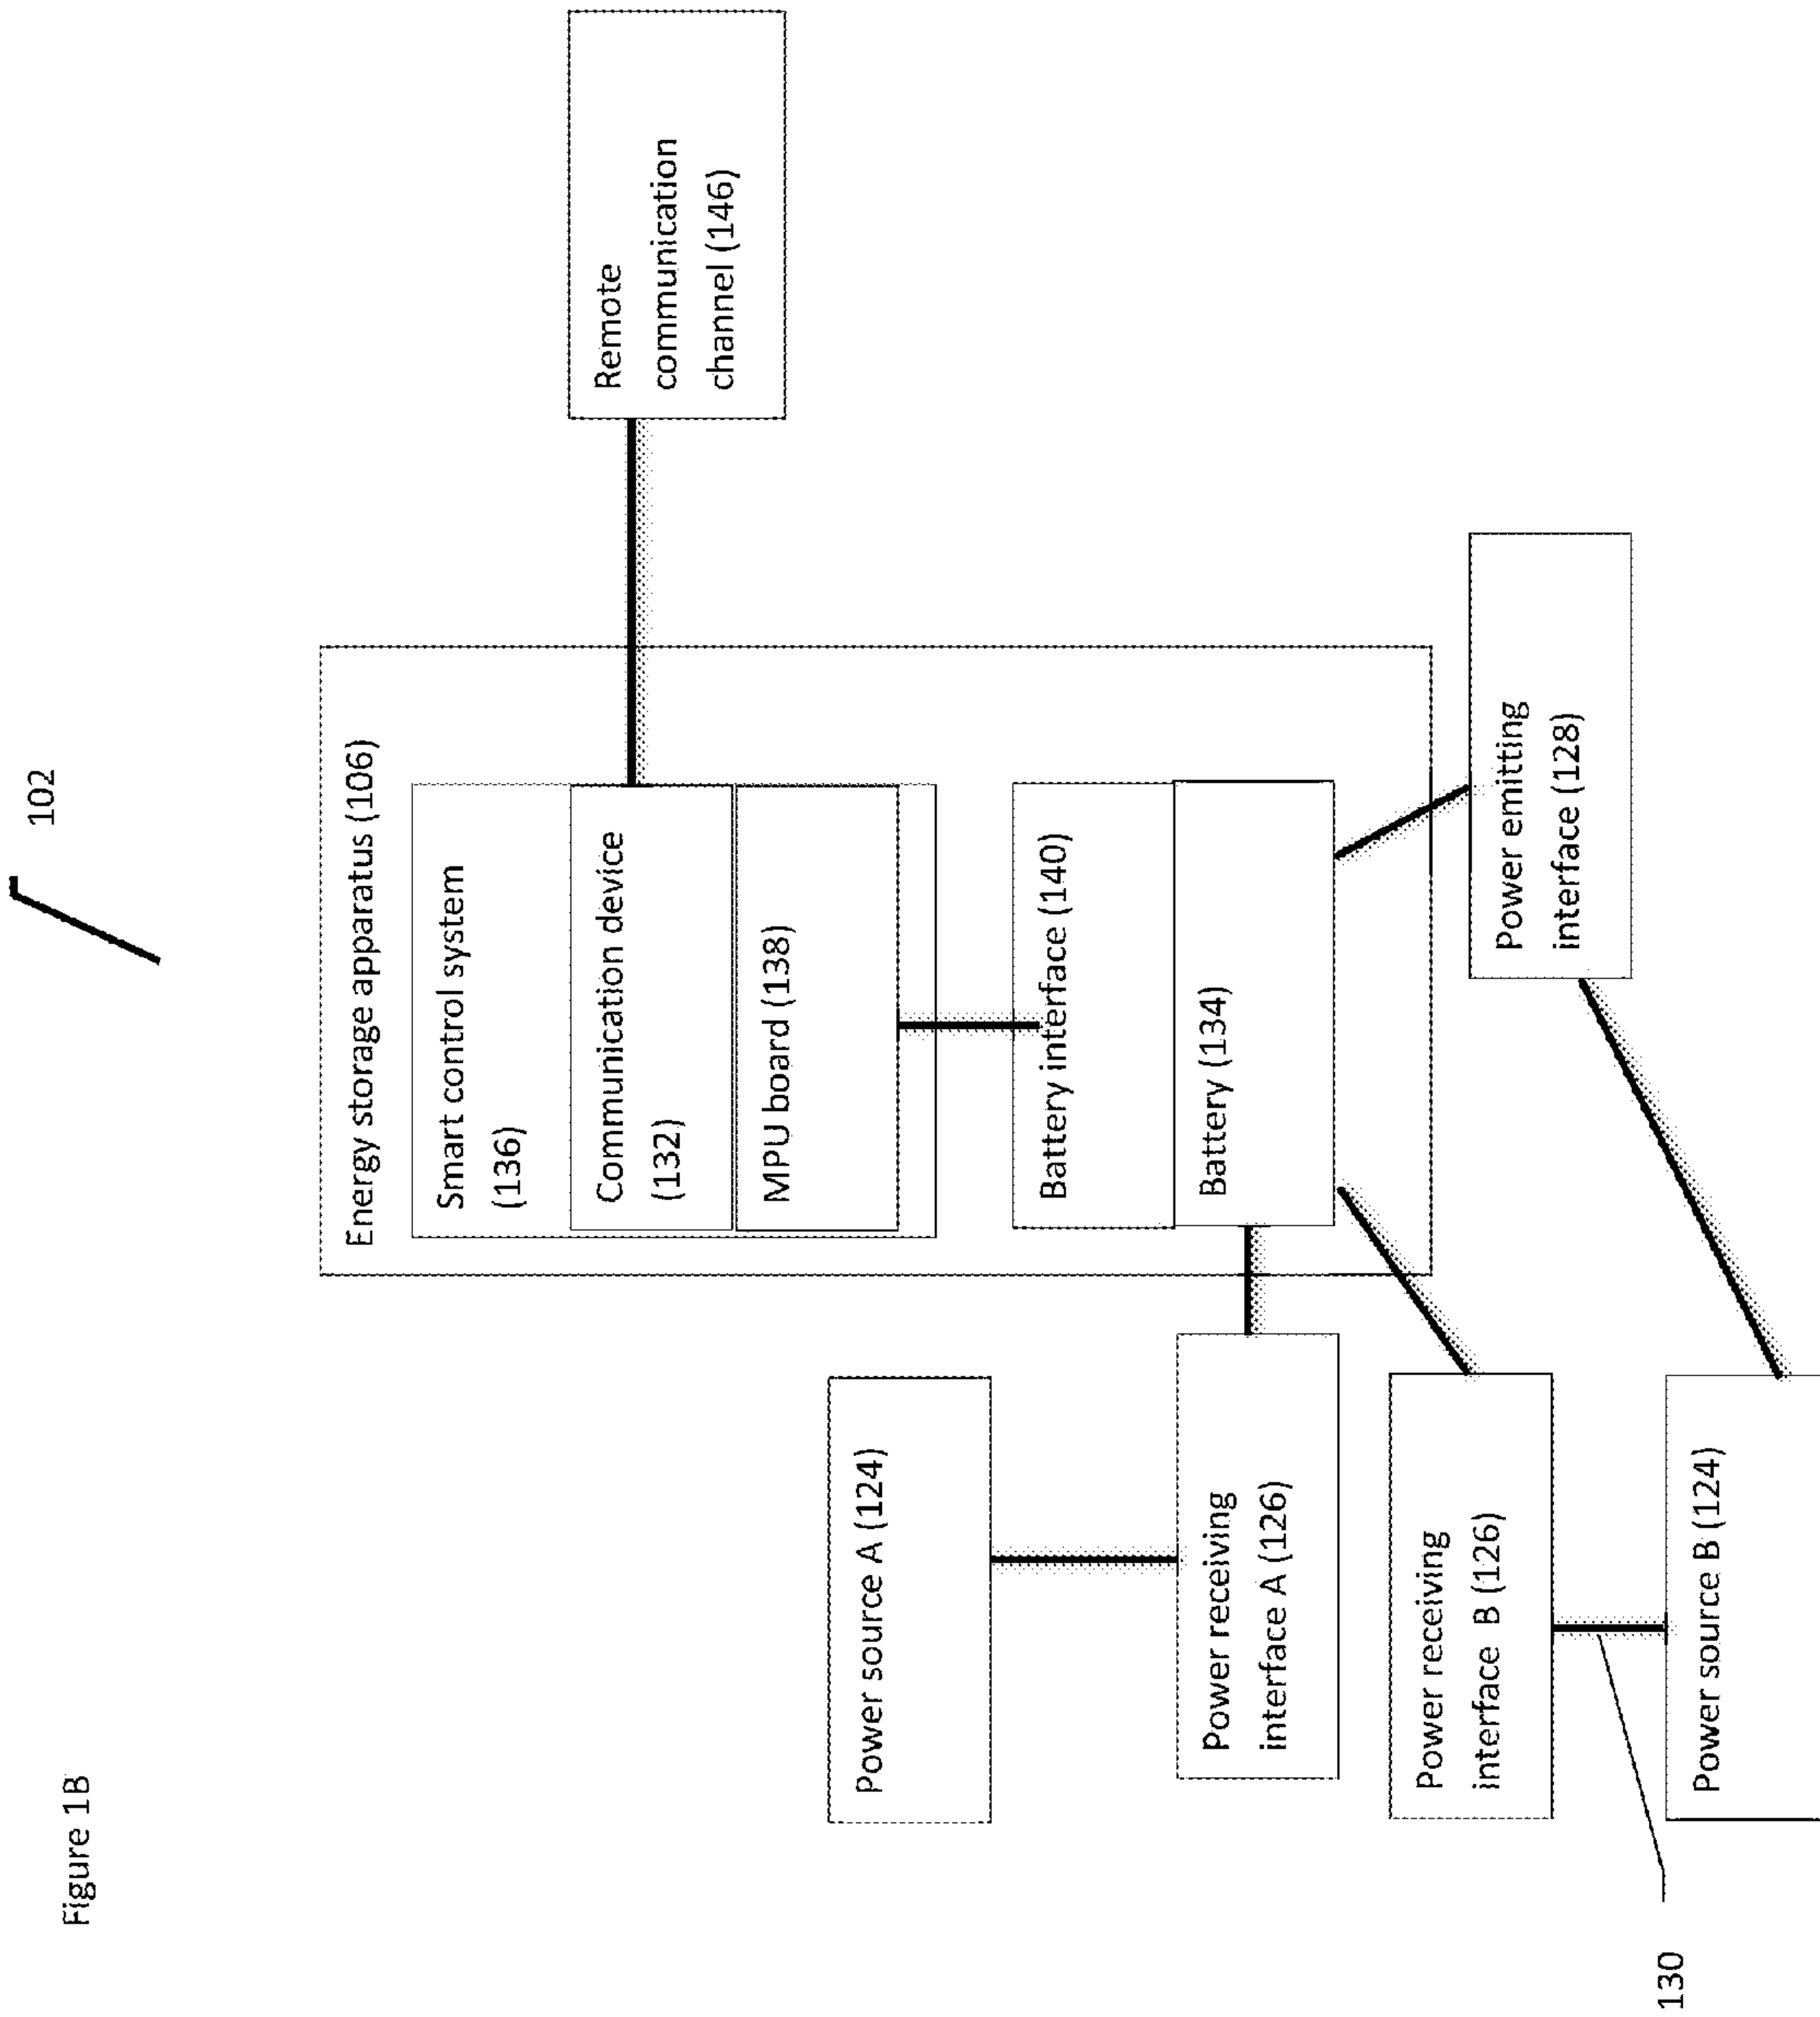 Figure 1B
102
Energy storage apparatus (106)
Smart control system
(136)
Communication device
(132)
MPU board (138)
Remote
communication
channel (146)
Battery interface (140)
Battery (134)
Power source A (124)
Power receiving
interface A (126)
Power receiving
interface B (126)
Power emitting
interface (128)
Power source B (124)
130